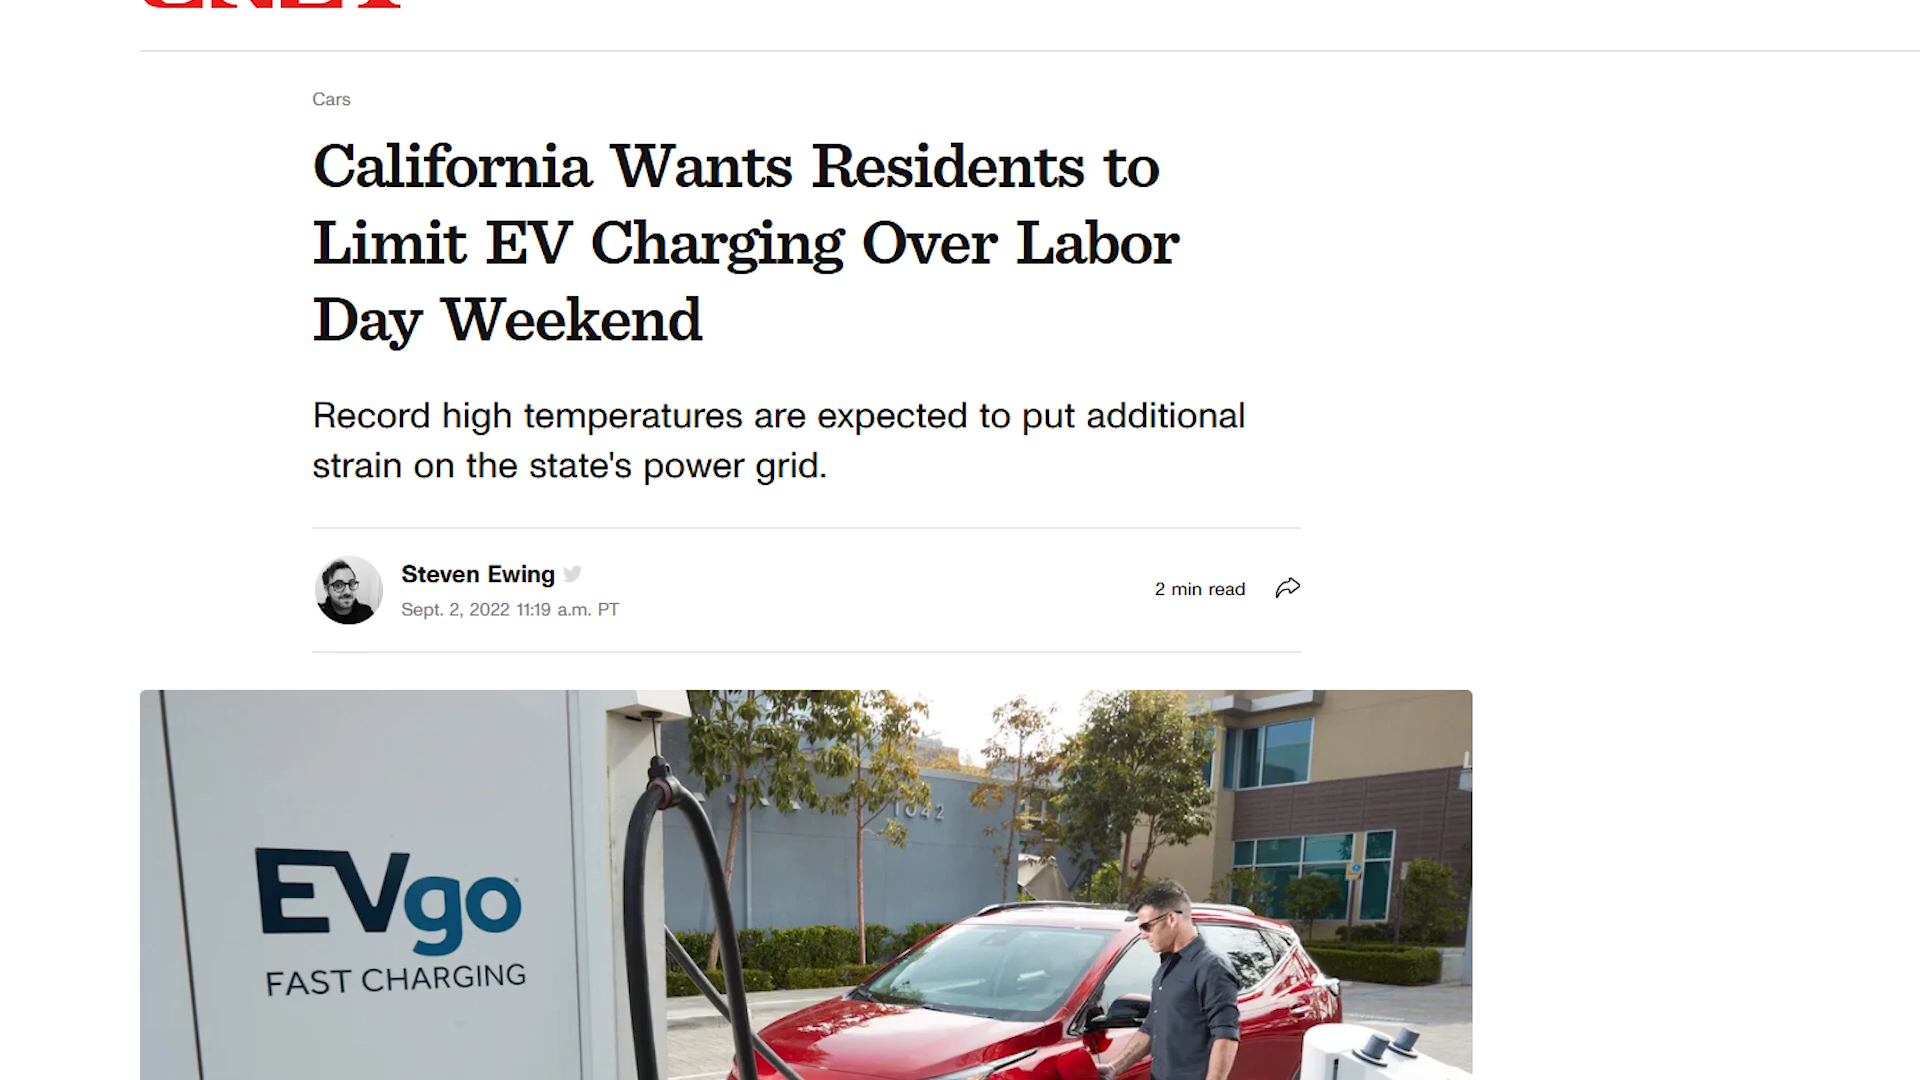 CNET
Cars
California Wants Residents to
Limit EV Charging Over Labor
Day Weekend
Record high temperatures are expected to put additional
strain on the state's power grid.
Steven Ewing
2 min read
Sept. 2, 2022 11:19 a.m. PT
1042
EVgo
FAST CHARGING